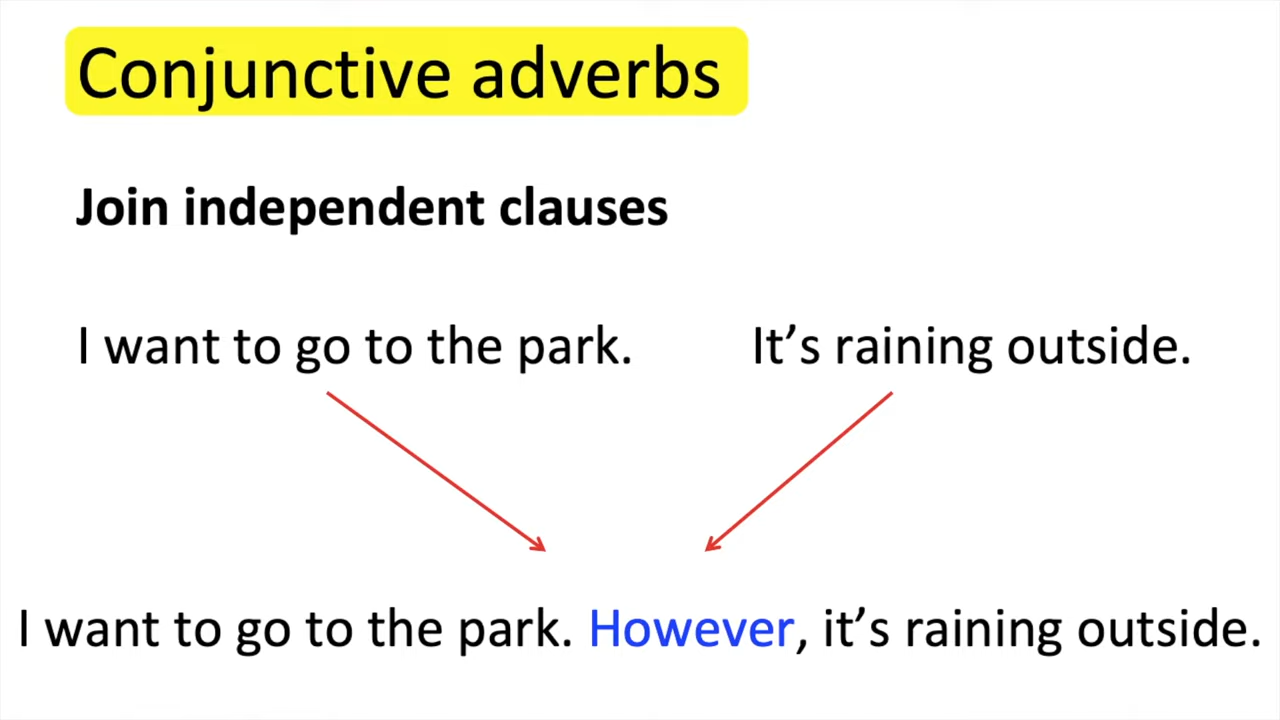 Conjunctive adverbs
Join independent clauses
I want to go to the park. It’s raining outside.
I want to go to the park. However, it’s raining outside.